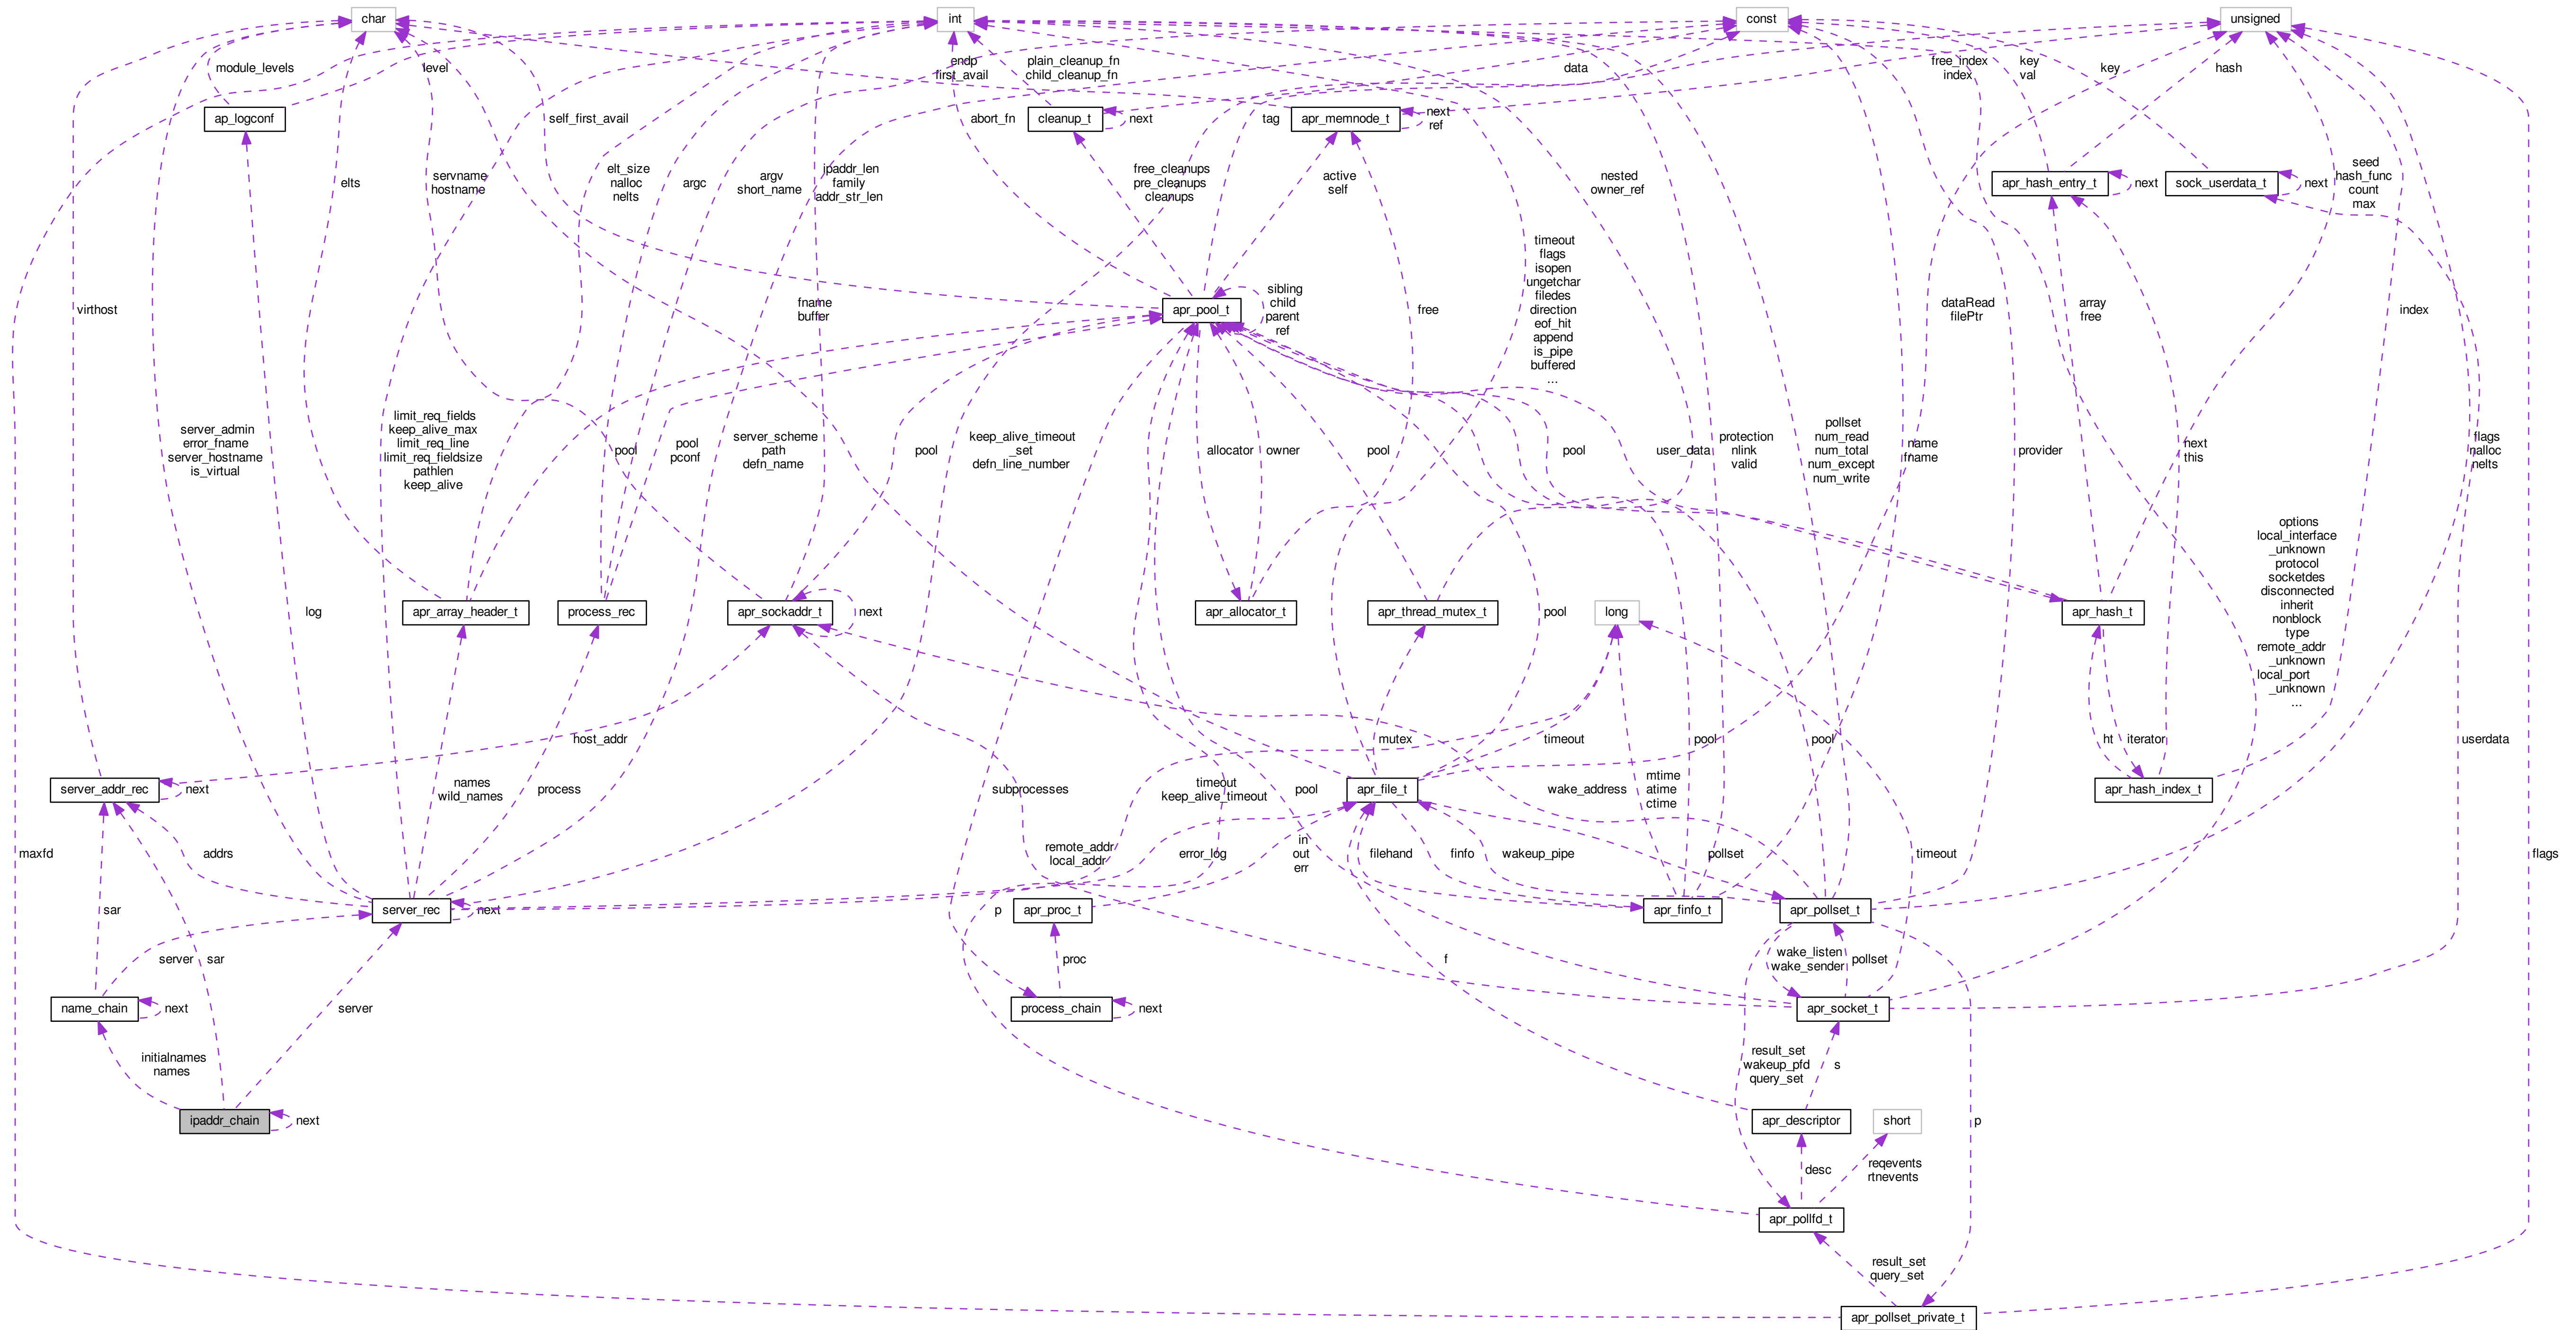 char
int
const
unsigned
module_levels
level
endp
first_avail
plain_cleanup_fn
child_cleanup_fn
data
free_index
index
key
val
key
hash
ap_logconf
self_first_avail
abort_fn
cleanup_t
next
tag
apr_memnode_t
next
ref
elts
servname
hostname
elt_size
nalloc
nelts
argc
argv
short_name
ipaddr_len
family
addr_str_len
free_cleanups
pre_cleanups
cleanups
active
self
nested
owner_ref
apr_hash_entry_t
next
sock_userdata_t
next
seed
hash_func
count
max
virthost
fname
buffer
apr_pool_t
sibling
child
parent
ref
timeout
flags
isopen
ungetchar
filedes
direction
eof_hit
append
is_pipe
buffered
...
free
dataRead
filePtr
array
free
index
server_admin
error_fname
server_hostname
is_virtual
limit_req_fields
keep_alive_max
limit_req_line
limit_req_fieldsize
pathlen
keep_alive
pool
pool
pconf
server_scheme
path
defn_name
pool
keep_alive_timeout
_set
defn_line_number
allocator
owner
pool
pool
user_data
protection
nlink
valid
pollset
num_read
num_total
num_except
num_write
name
fname
provider
next
this
flags
nalloc
nelts
options
local_interface
_unknown
protocol
socketdes
disconnected
inherit
nonblock
type
remote_addr
_unknown
local_port
_unknown
...
log
apr_array_header_t
process_rec
apr_sockaddr_t
next
apr_allocator_t
apr_thread_mutex_t
pool
long
apr_hash_t
host_addr
mutex
timeout
pool
pool
ht
iterator
userdata
server_addr_rec
next
names
wild_names
process
subprocesses
timeout
keep_alive_timeout
pool
apr_file_t
wake_address
mtime
atime
ctime
apr_hash_index_t
maxfd
addrs
remote_addr
local_addr
error_log
in
out
err
filehand
finfo
wakeup_pipe
pollset
timeout
flags
sar
server_rec
next
p
apr_proc_t
apr_finfo_t
apr_pollset_t
server
sar
proc
f
wake_listen
wake_sender
pollset
name_chain
next
server
process_chain
next
apr_socket_t
initialnames
names
result_set
wakeup_pfd
query_set
s
ipaddr_chain
next
apr_descriptor
short
p
desc
reqevents
rtnevents
apr_pollfd_t
result_set
query_set
apr_pollset_private_t